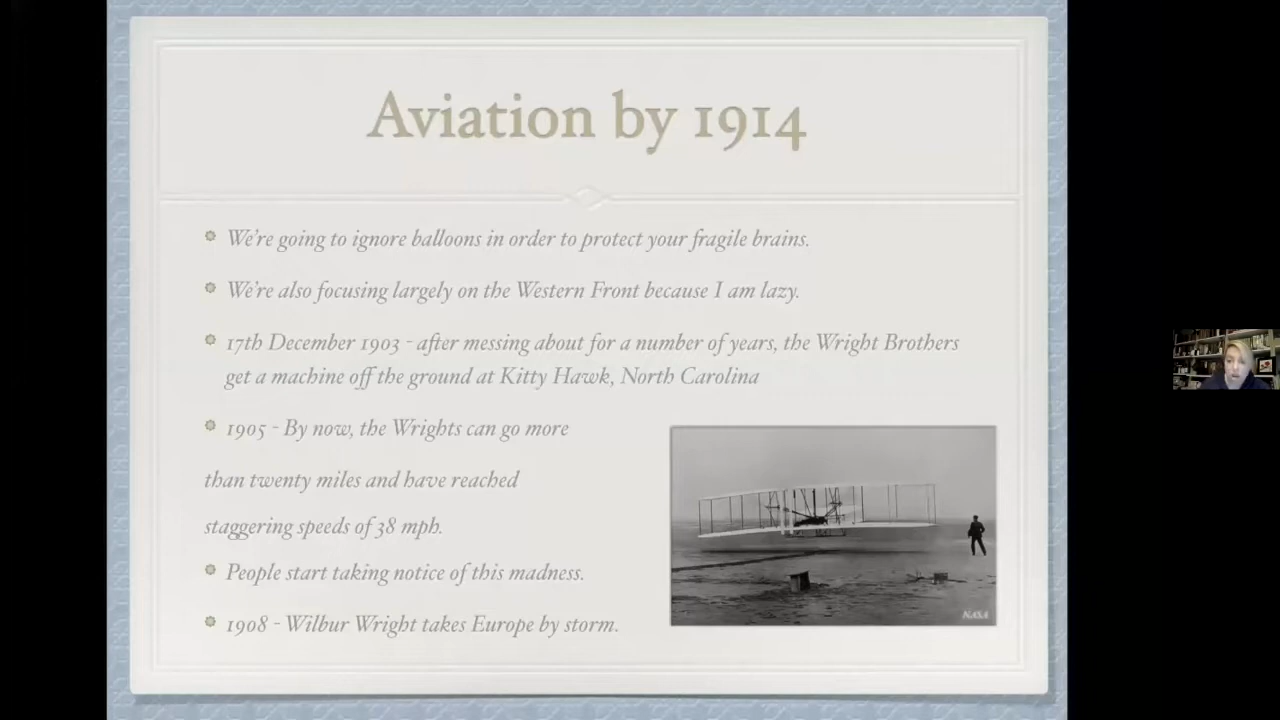 Aviation by 1914
We're going to ignore balloons in order to protect your fragile brains.
We're also focusing largely on the Western Front because I am lazy.
17th December 1903 - after messing about for a number of years, the Wright Brothers
get a machine off the ground at Kitty Hawk, North Carolina
1905 - By now, the Wrights can go more
than twenty miles and have reached
staggering speeds of 38 mph.
People start taking notice of this madness.
1908 - Wilbur Wright takes Europe by storm.
NASA